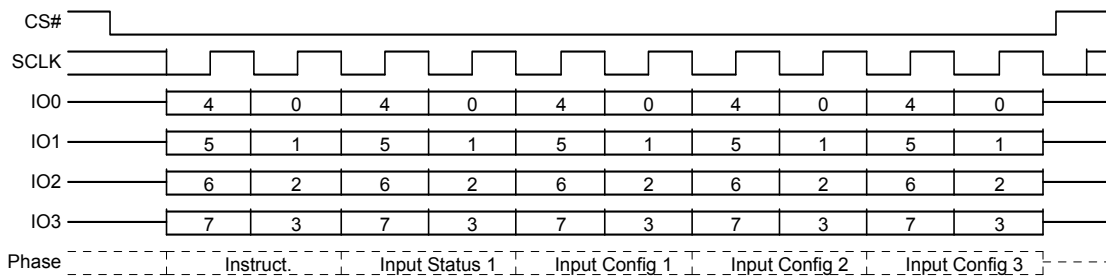 CS#
SCLK
IO0 4 0 4 0 4 0 4 0 4 0
IO1 5 1 5 1 5 1 5 1 5 1
IO2 6 2 6 2 6 2 6 2 6 2
IO3 7 3 7 3 7 3 7 3 7 3
Phase Instruct. Input Status 1 Input Config 1 Input Config 2 Input Config 3